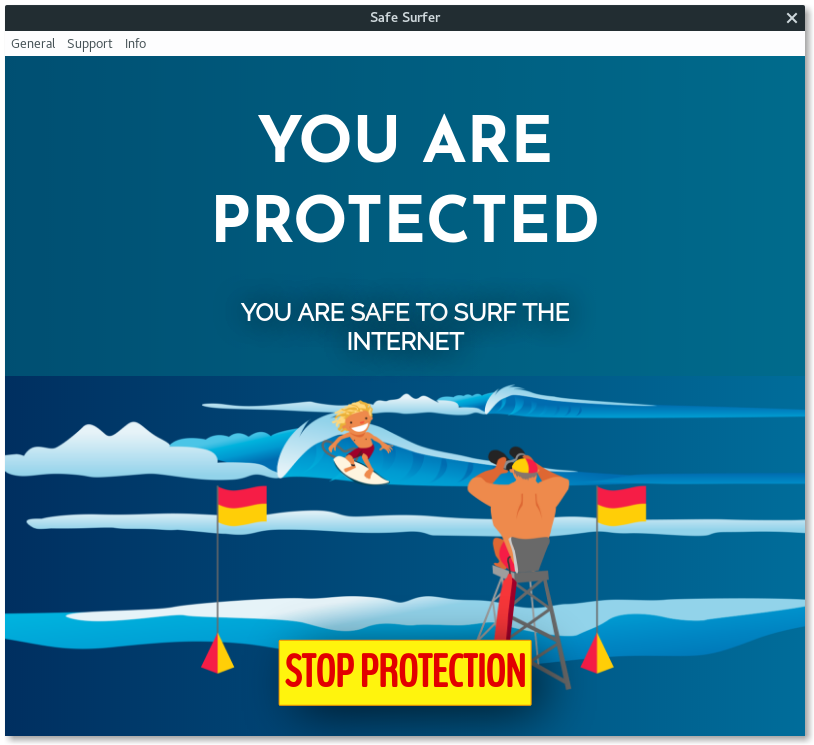 Safe Surfer
General Support Info
YOU ARE
PROTECTED
YOU ARE SAFE TO SURF THE
INTERNET
STOP PROTECTION